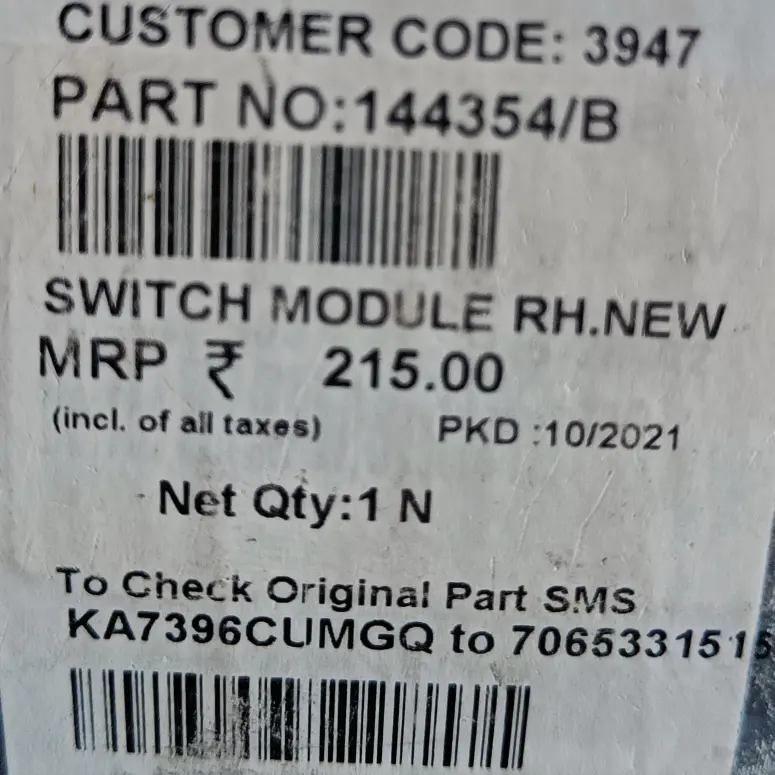 CUSTOMER CODE: 3947
PART NO:144354/B
SWITCH MODULE RH.NEW
MRP ₹ 215.00
(incl. of all taxes) PKD :10/2021
Net Qty:1 N
To Check Original Part SMS
KA7396CUMGQ to 7065331515